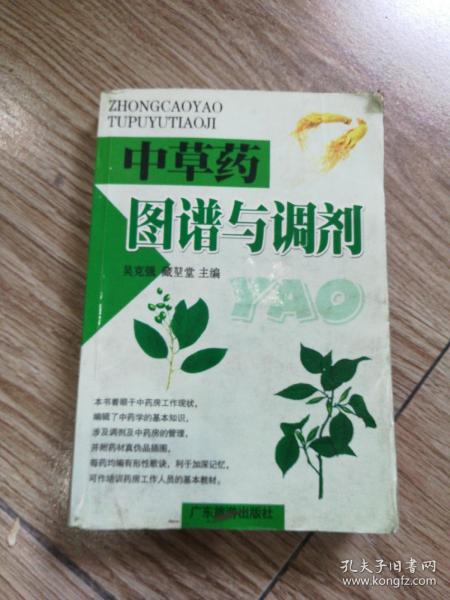 ZHONGCAOYAO
TUPUYUTIAOJI
中草药
图谱与调剂
吴克强 臧堃堂 主编
YAO
本书着眼于中药房工作现状，
编辑了中药学的基本知识，
涉及调剂及中药房的管理，
并附药材真伪品插图，
每药均编有形性歌诀，利于加深记忆，
可作培训药房工作人员的基本教材。
广东旅游出版社
孔夫子旧书网
www.kongfz.com